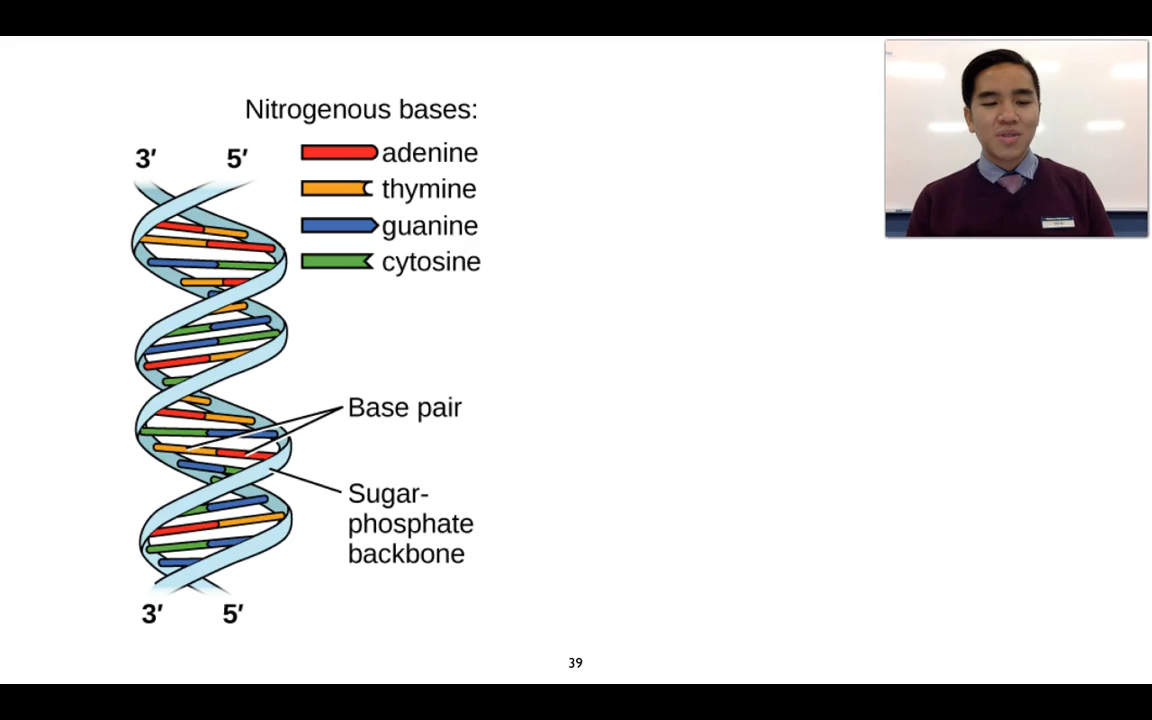 Nitrogenous bases:
3′ 5′
adenine
thymine
guanine
cytosine
Base pair
Sugar-
phosphate
backbone
3′ 5′
39